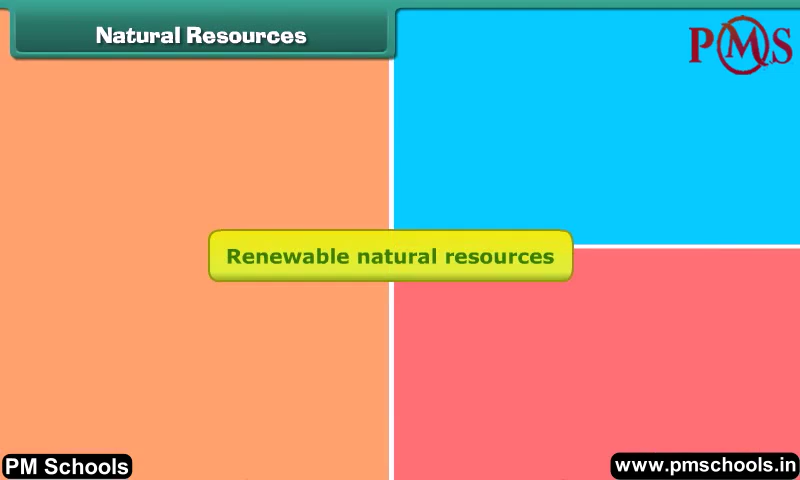 Natural Resources
PMS
Renewable natural resources
PM Schools
www.pmschools.in